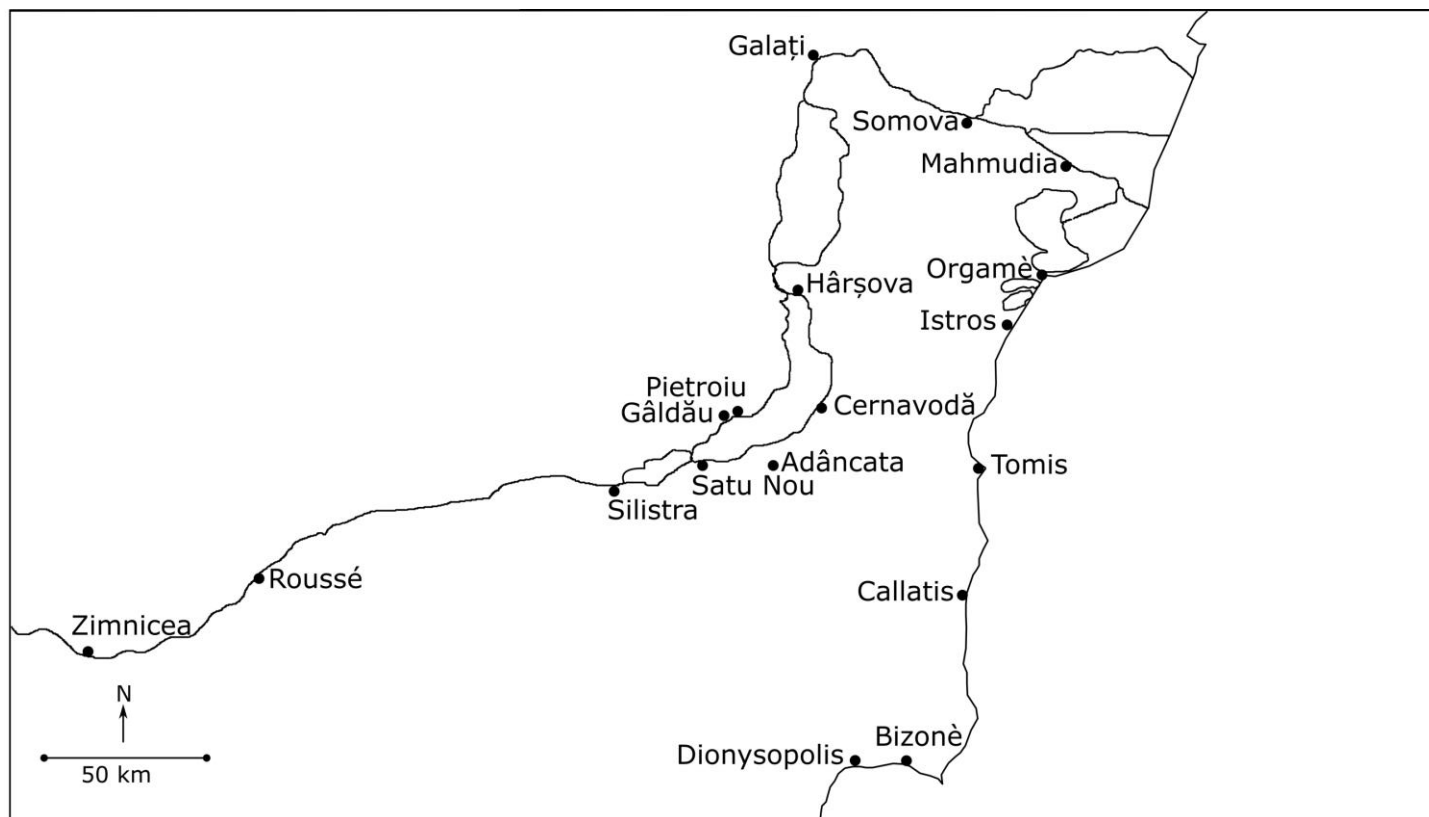 Galați
Somova
Mahmudia
Orgamè
Hârșova
Istros
Pietroiu
Gâldău
Cernavodă
Adâncata
Satu Nou
Tomis
Silistra
Roussé
Callatis
Zimnicea
N
Bizonè
Dionysopolis
50 km